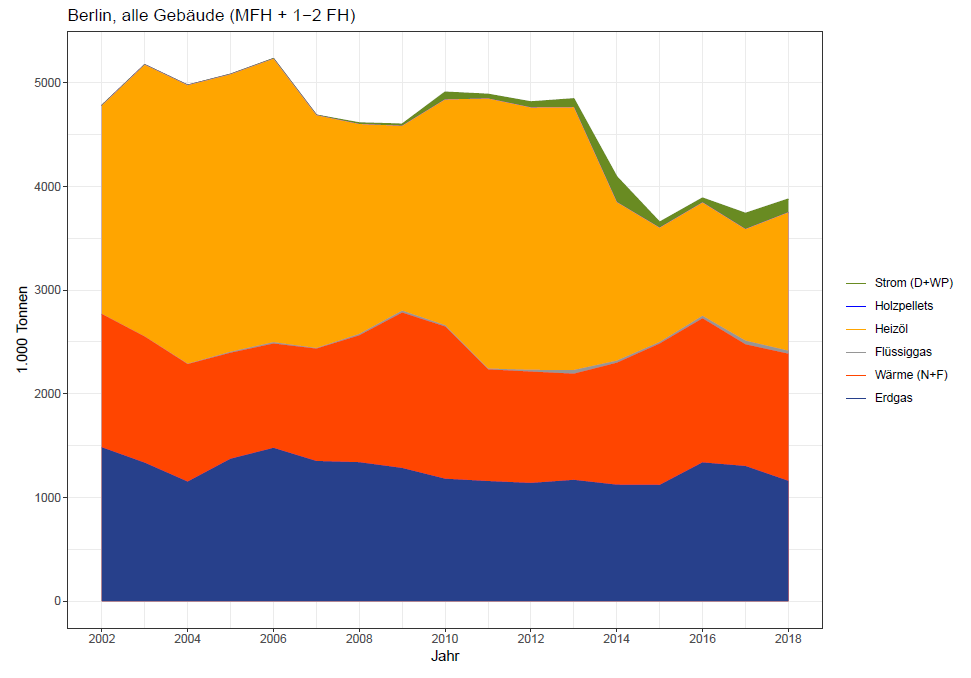 Berlin, alle Gebäude (MFH + 1−2 FH)
5000
4000
3000
2000
1000
0
1.000 Tonnen
2002 2004 2006 2008 2010 2012 2014 2016 2018
Jahr
Strom (D+WP)
Holzpellets
Heizöl
Flüssiggas
Wärme (N+F)
Erdgas